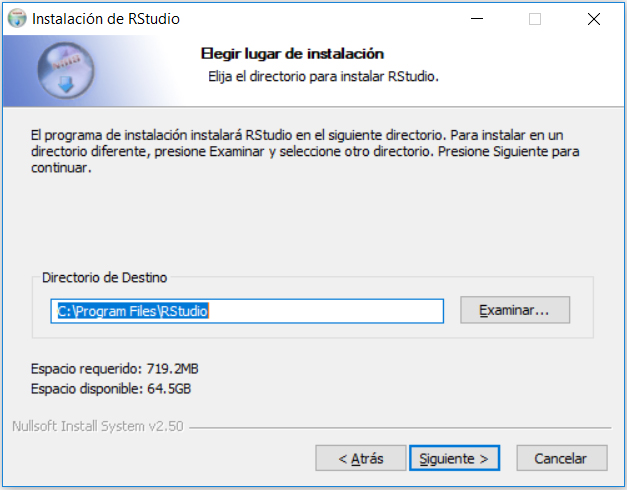 Instalación de RStudio
Elegir lugar de instalación
Elija el directorio para instalar RStudio.
El programa de instalación instalará RStudio en el siguiente directorio. Para instalar en un
directorio diferente, presione Examinar y seleccione otro directorio. Presione Siguiente para
continuar.
Directorio de Destino
C:\Program Files\RStudio
Examinar...
Espacio requerido: 719.2MB
Espacio disponible: 64.5GB
Nullsoft Install System v2.50
< Atrás
Siguiente >
Cancelar